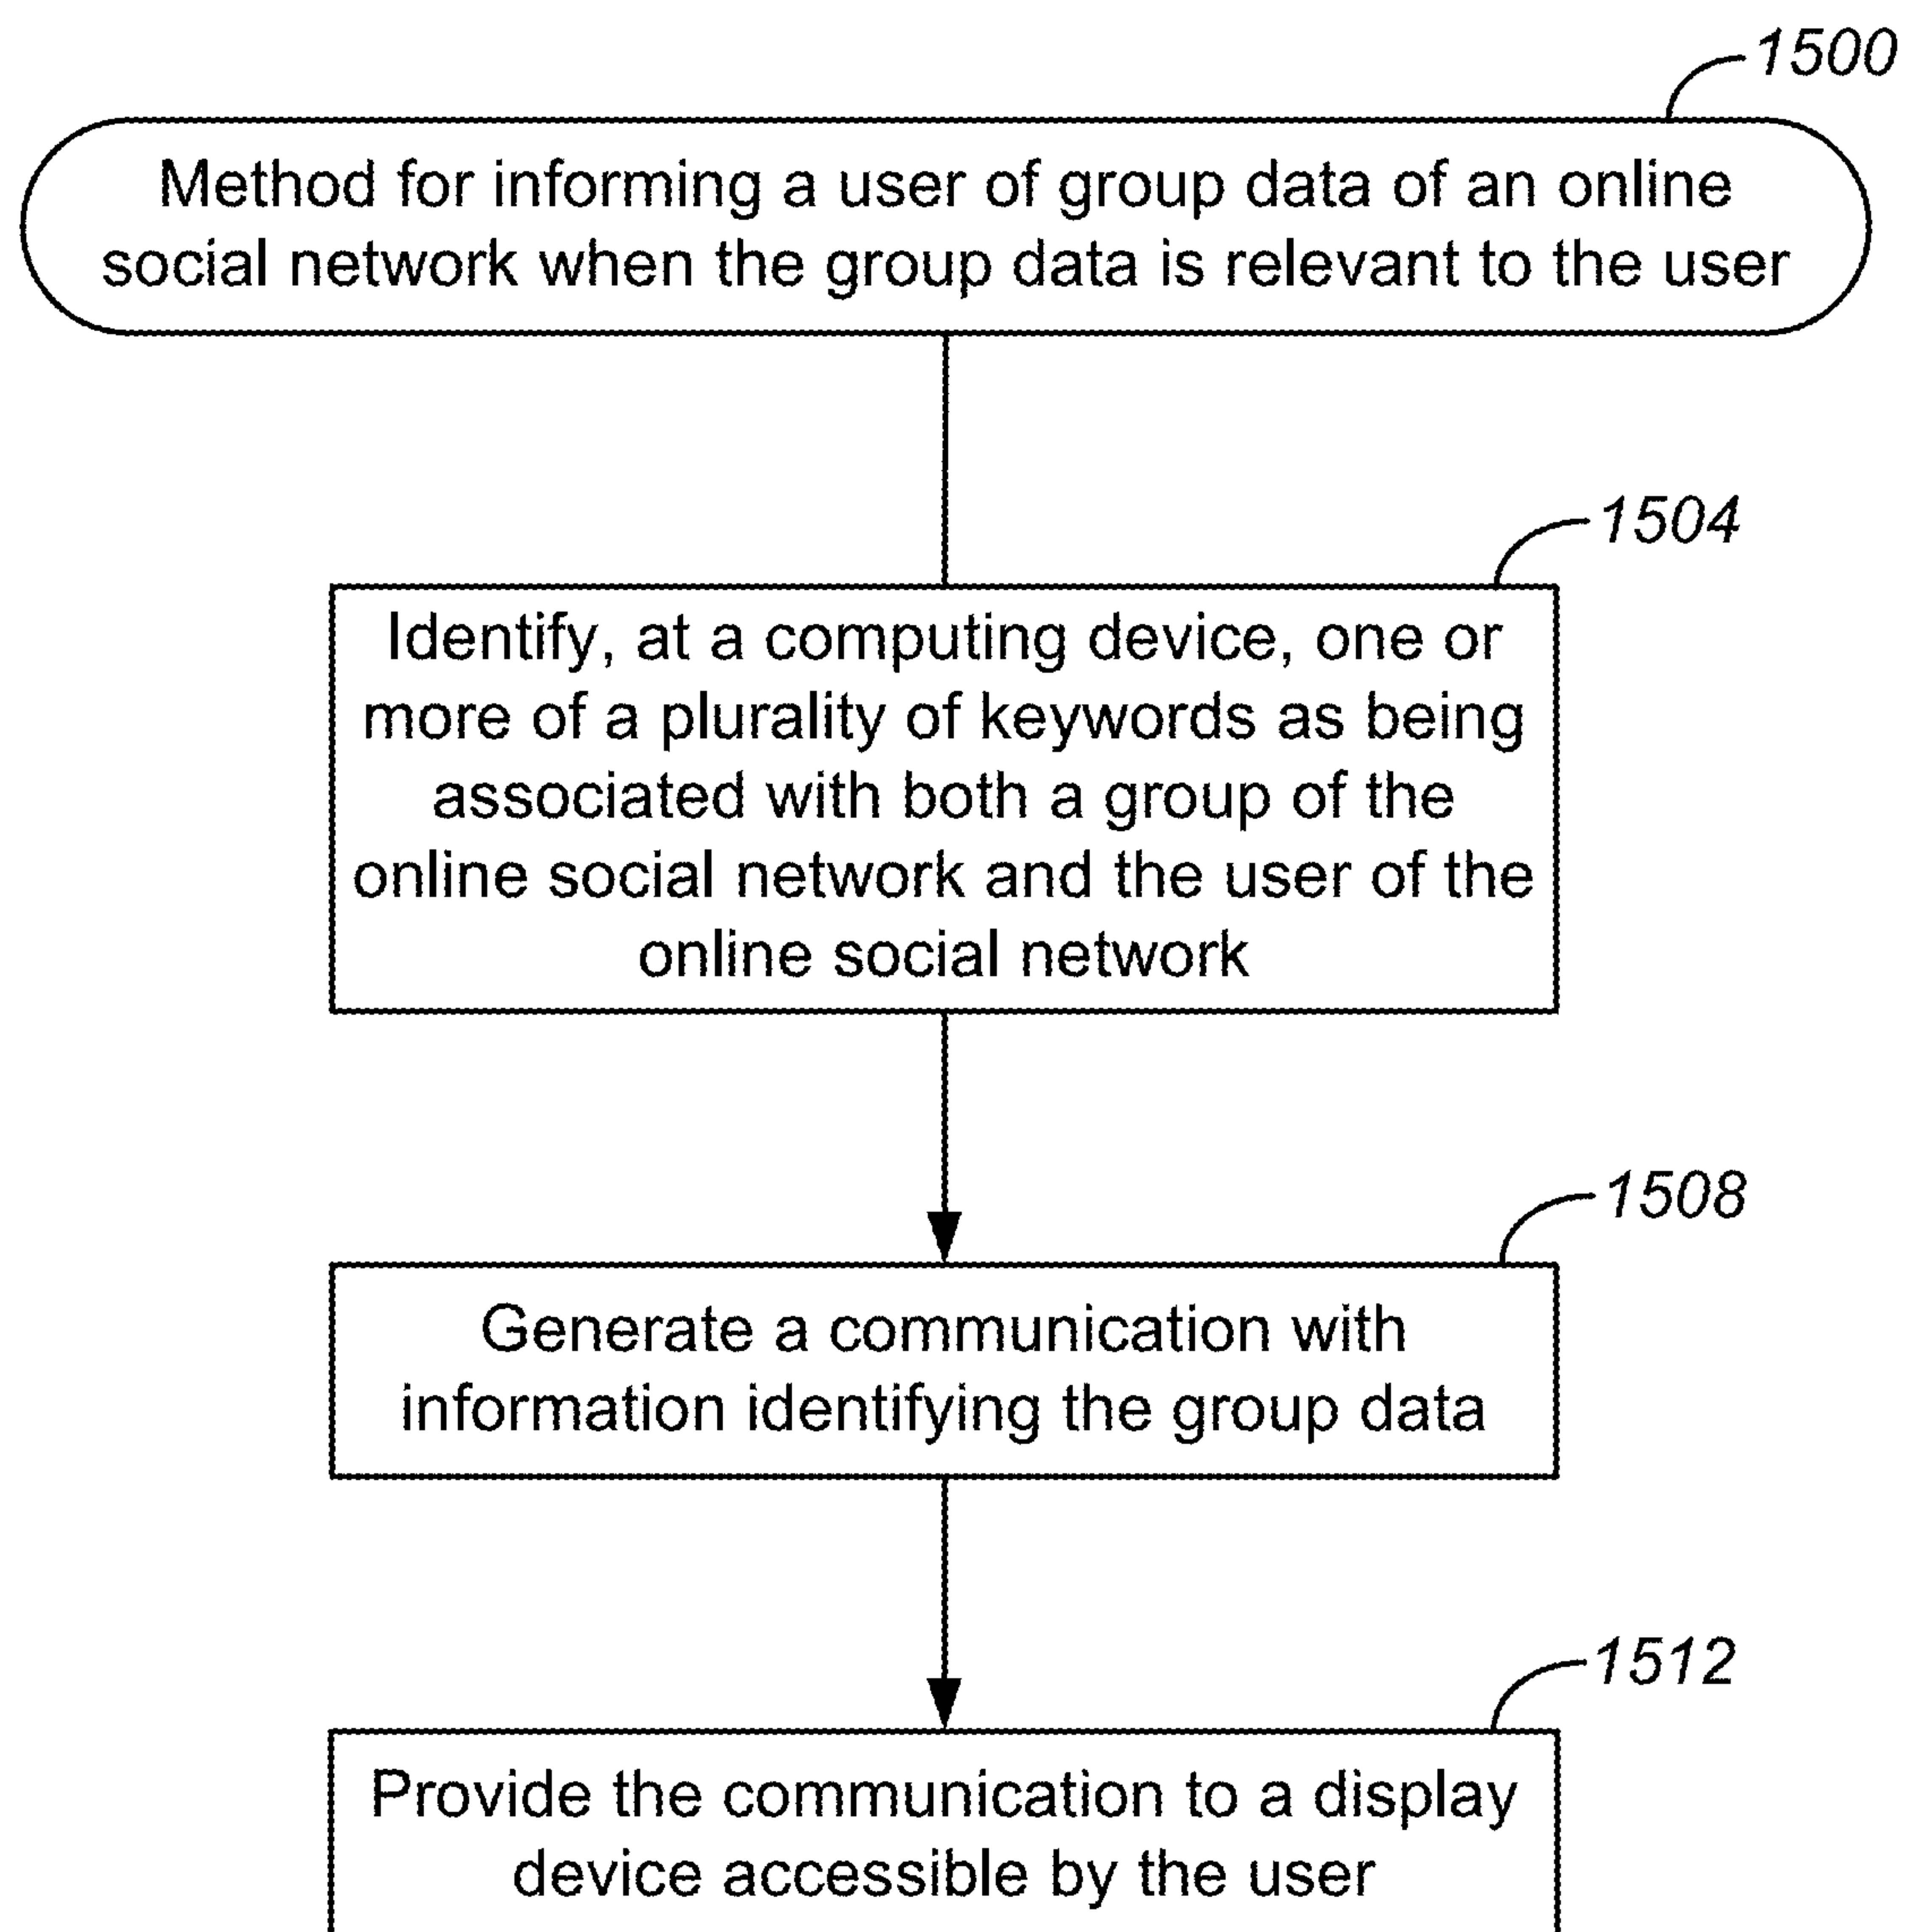 1500
Method for informing a user of group data of an online
social network when the group data is relevant to the user
1504
Identify, at a computing device, one or
more of a plurality of keywords as being
associated with both a group of the
online social network and the user of the
online social network
1508
Generate a communication with
information identifying the group data
1512
Provide the communication to a display
device accessible by the user